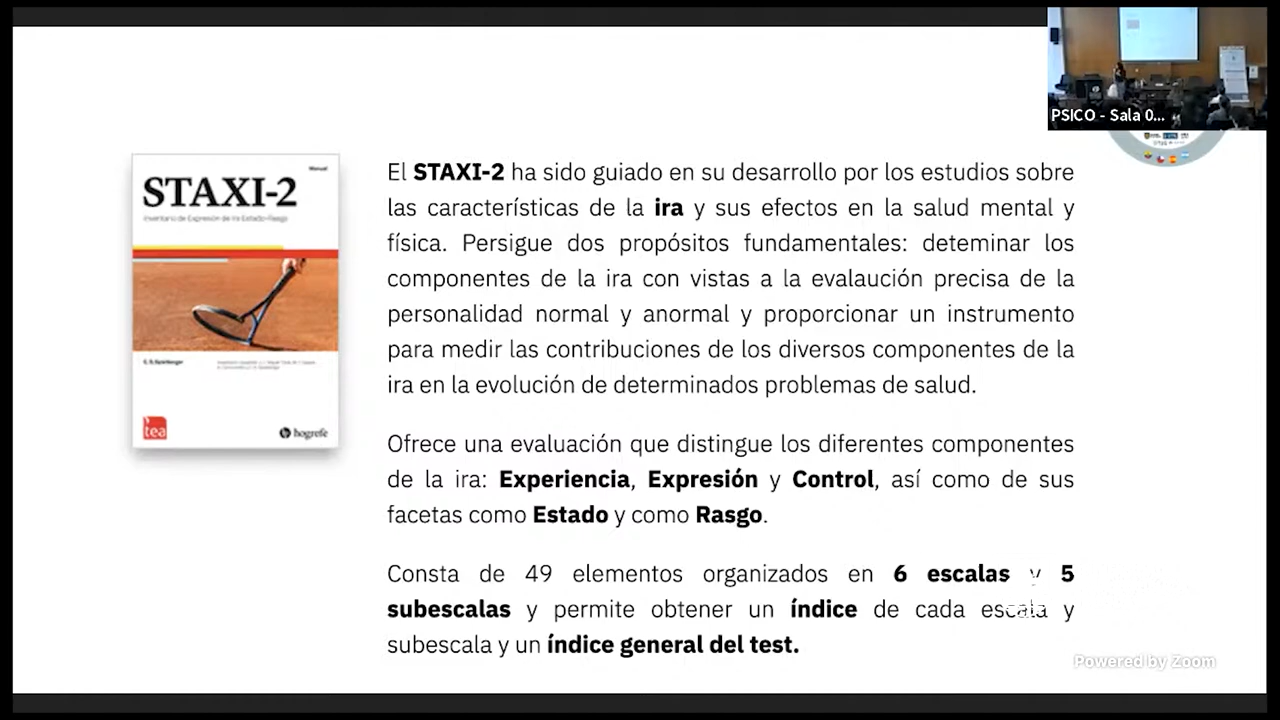 PSICO - Sala 0...
Manual
STAXI-2
Inventario de Expresión de Ira Estado-Rasgo
C. D. Spielberger
tea
hogrefe
El STAXI-2 ha sido guiado en su desarrollo por los estudios sobre
las características de la ira y sus efectos en la salud mental y
física. Persigue dos propósitos fundamentales: deteminar los
componentes de la ira con vistas a la evalaución precisa de la
personalidad normal y anormal y proporcionar un instrumento
para medir las contribuciones de los diversos componentes de la
ira en la evolución de determinados problemas de salud.
Ofrece una evaluación que distingue los diferentes componentes
de la ira: Experiencia, Expresión y Control, así como de sus
facetas como Estado y como Rasgo.
Consta de 49 elementos organizados en 6 escalas y 5
subescalas y permite obtener un índice de cada escala y
subescala y un índice general del test.
Powered by Zoom